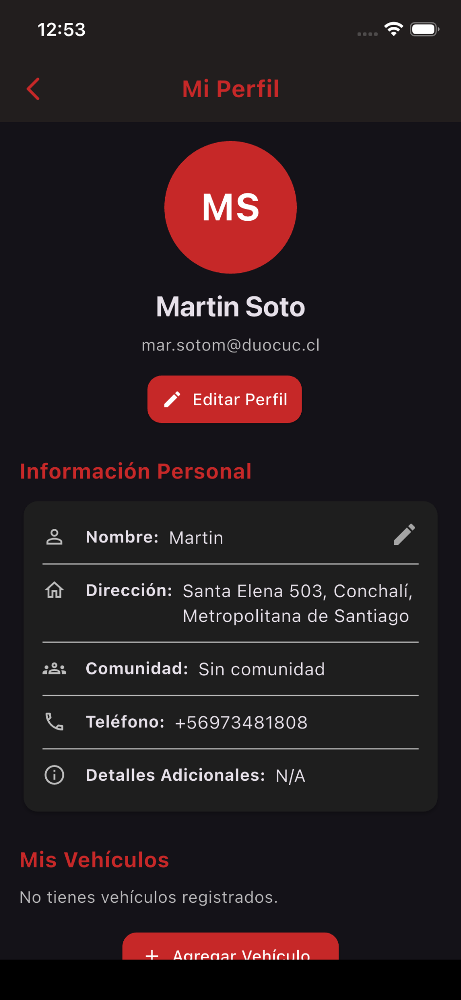 12:53
Mi Perfil
MS
Martin Soto
mar.sotom@duocuc.cl
Editar Perfil
Información Personal
Nombre: Martin
Dirección: Santa Elena 503, Conchalí,
Metropolitana de Santiago
Comunidad: Sin comunidad
Teléfono: +56973481808
Detalles Adicionales: N/A
Mis Vehículos
No tienes vehículos registrados.
+ Agregar Vehículo